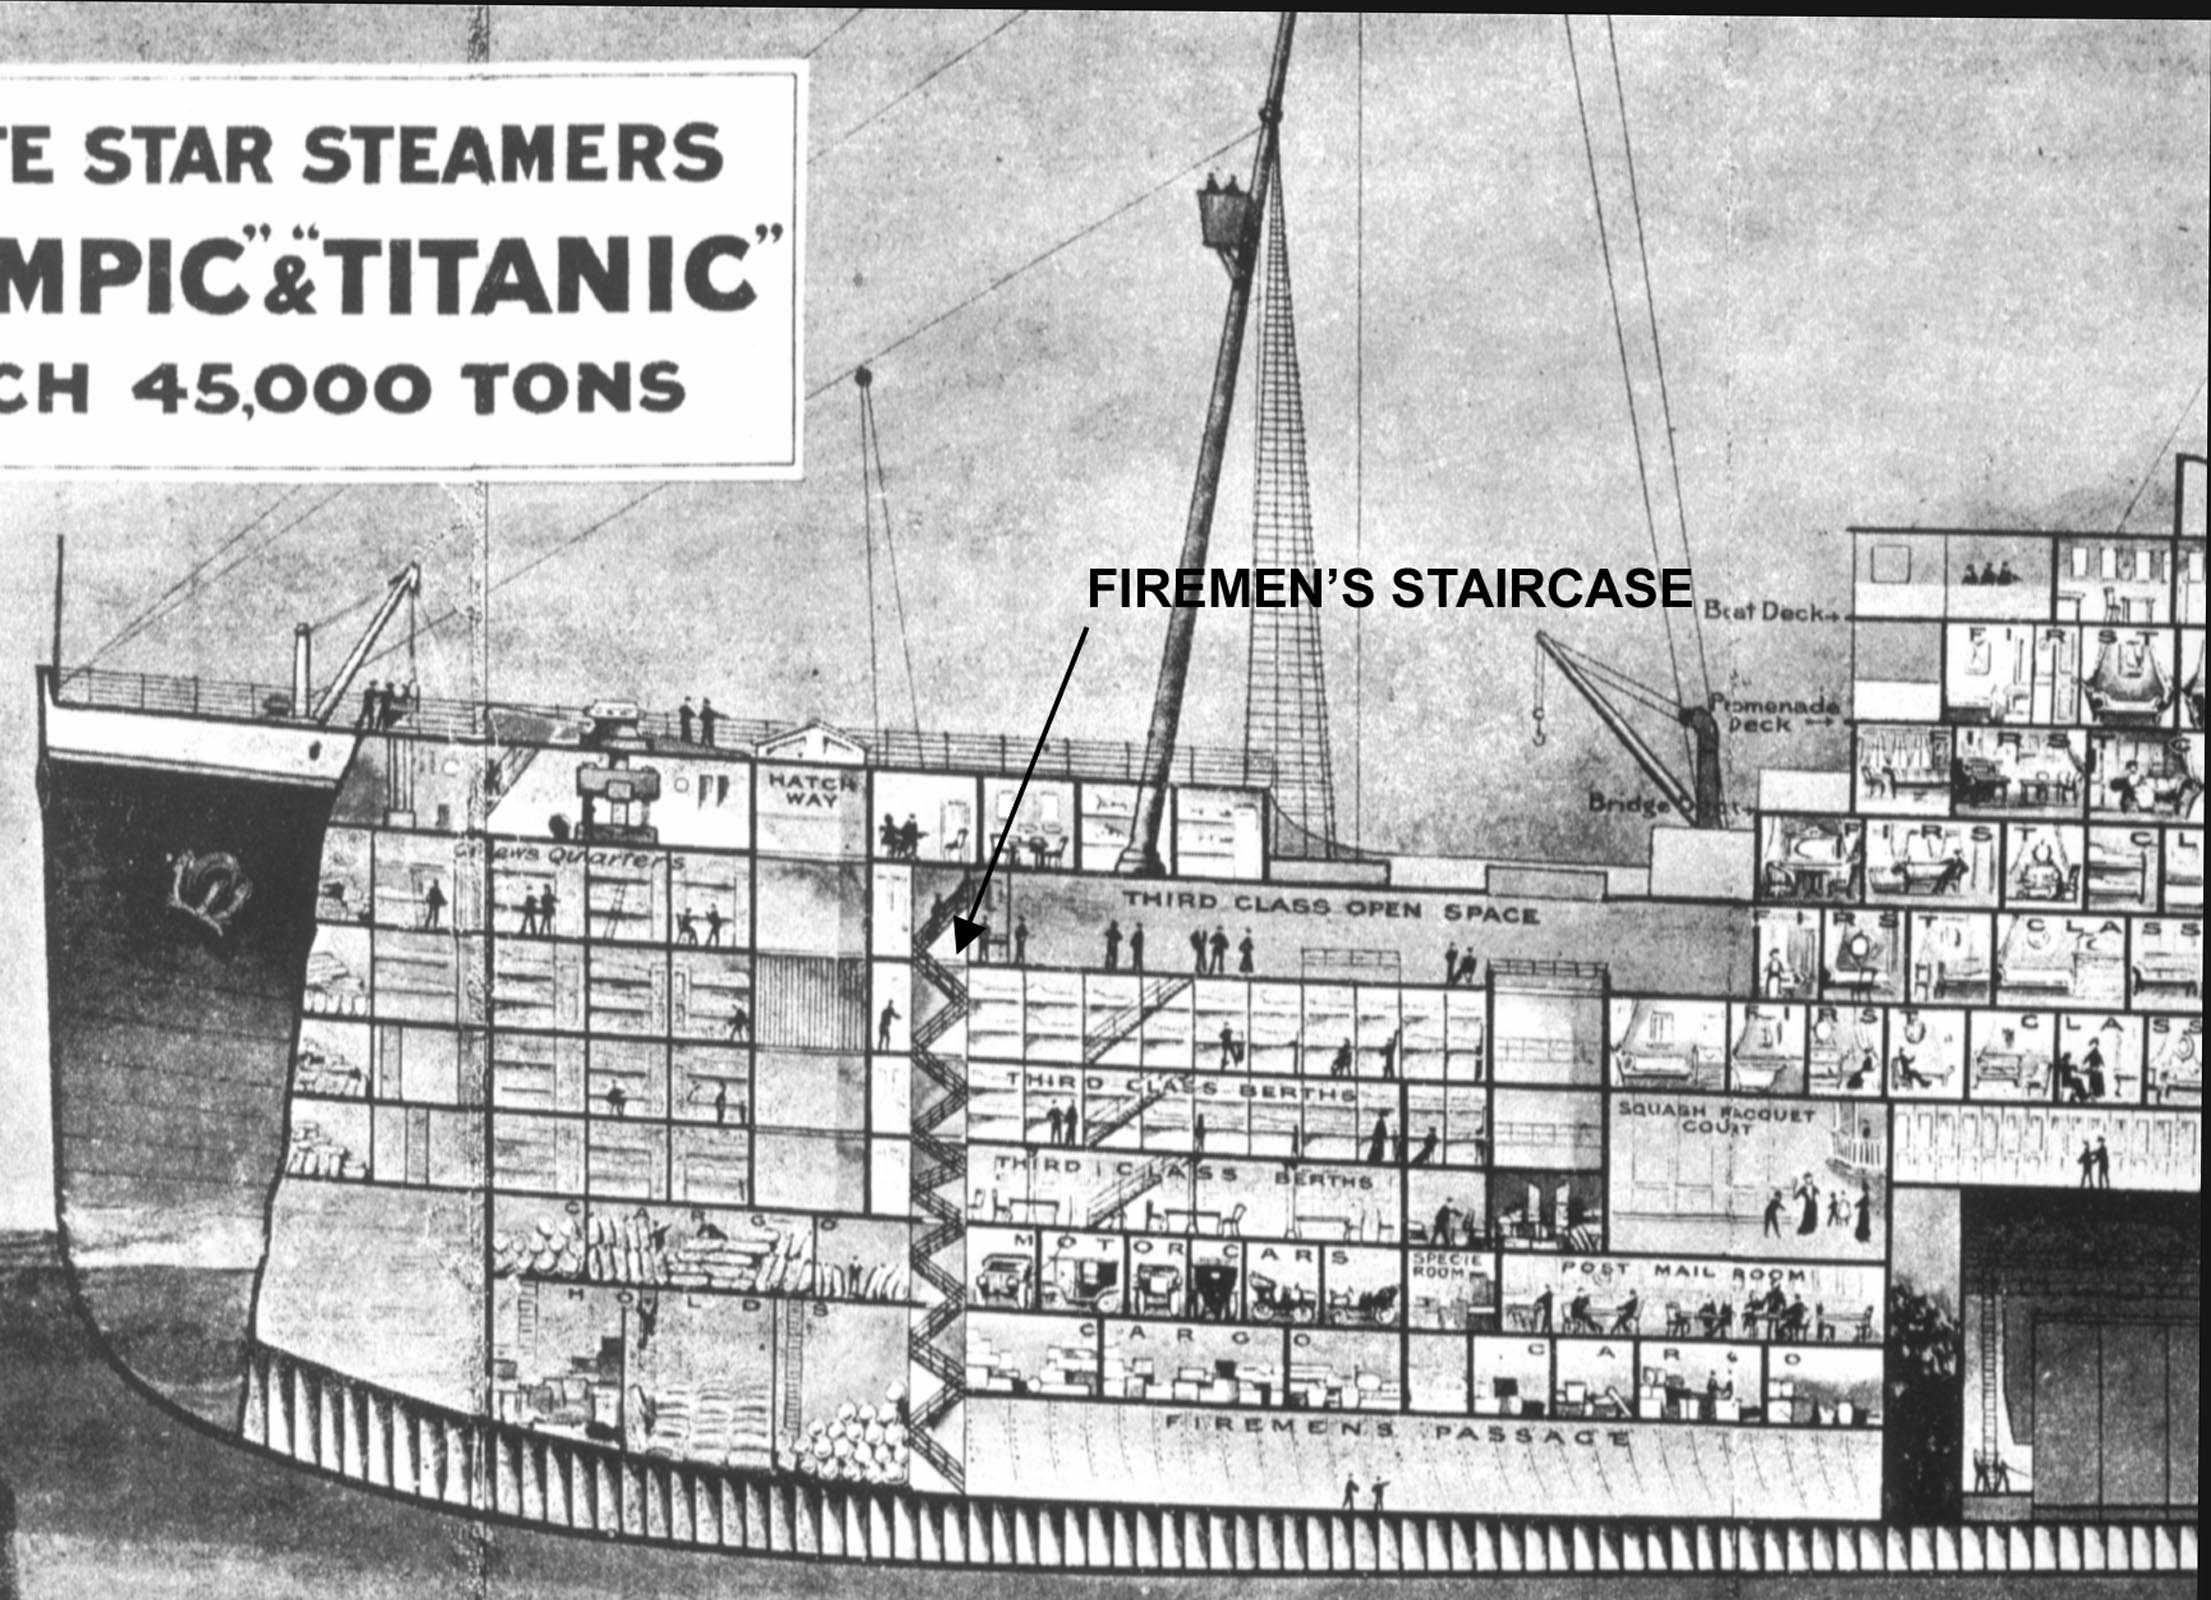 TE STAR STEAMERS
MPIC" & "TITANIC"
CH 45,000 TONS
FIREMEN'S STAIRCASE
Boat Deck
Promenade
Deck
Bridge
HATCH
WAY
Crews Quarters
THIRD CLASS OPEN SPACE
FIRST
FIRST C
FIRST CL
FIRST CLASS
FIRST CLASS
THIRD CLASS BERTHS
SQUASH RACQUET
COURT
THIRD CLASS BERTHS
CARGO
MOTOR CARS
SPECIE
ROOM
POST MAIL ROOM
HOLDS
CARGO
CARGO
FIREMENS PASSAGE